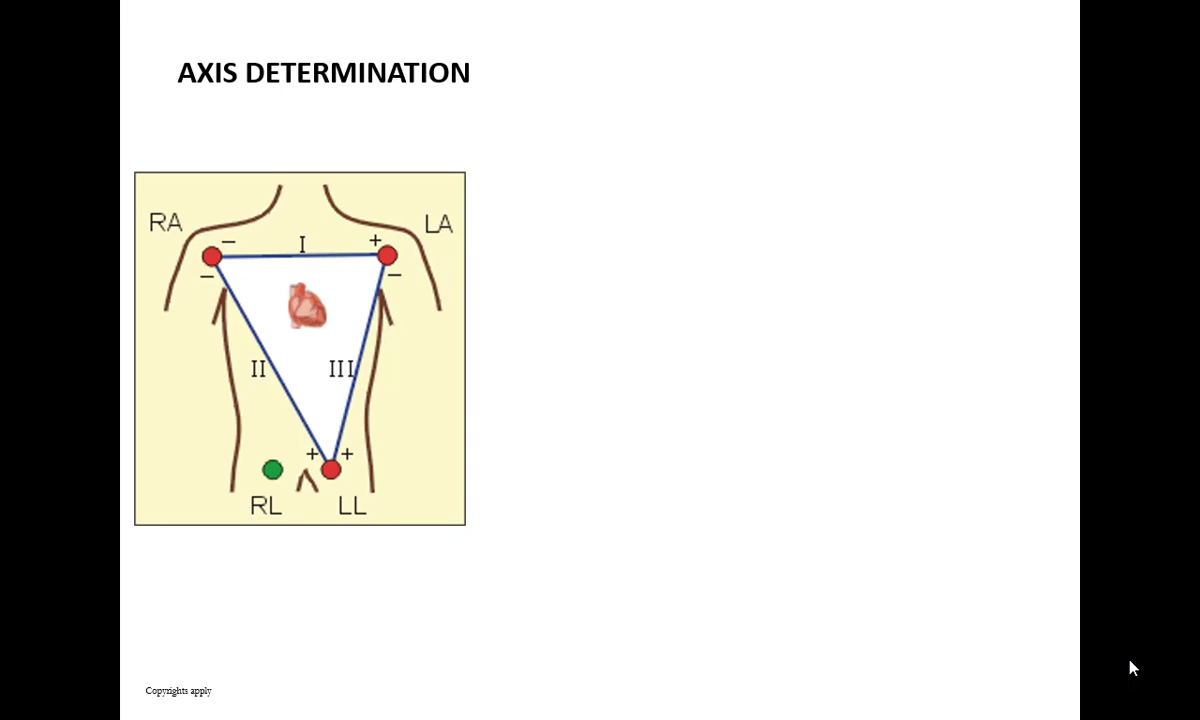 AXIS DETERMINATION
RA
LA
− I +
− −
II III
+ +
RL LL
Copyrights apply